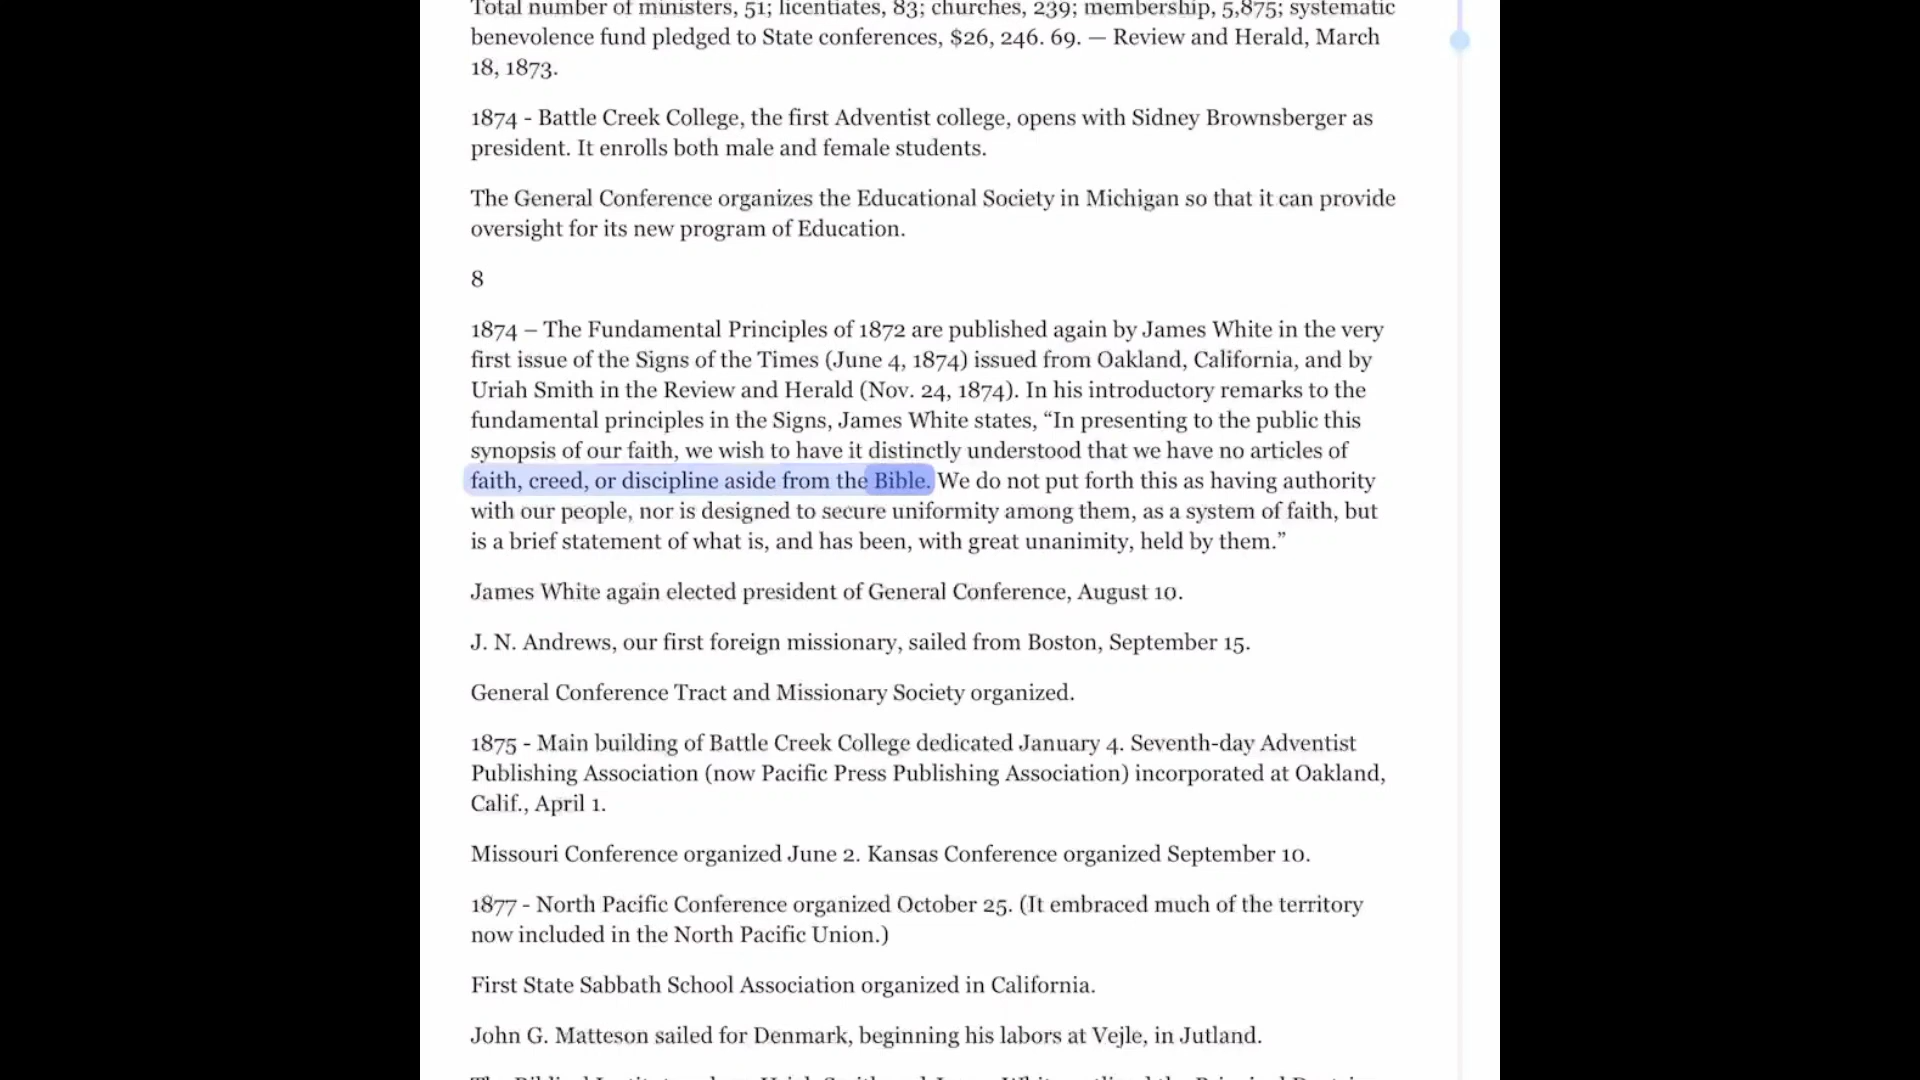 Total number of ministers, 51; licentiates, 83; churches, 239; membership, 5,875; systematic
benevolence fund pledged to State conferences, $26, 246. 69. — Review and Herald, March
18, 1873.
1874 - Battle Creek College, the first Adventist college, opens with Sidney Brownsberger as
president. It enrolls both male and female students.
The General Conference organizes the Educational Society in Michigan so that it can provide
oversight for its new program of Education.
8
1874 – The Fundamental Principles of 1872 are published again by James White in the very
first issue of the Signs of the Times (June 4, 1874) issued from Oakland, California, and by
Uriah Smith in the Review and Herald (Nov. 24, 1874). In his introductory remarks to the
fundamental principles in the Signs, James White states, “In presenting to the public this
synopsis of our faith, we wish to have it distinctly understood that we have no articles of
faith, creed, or discipline aside from the Bible. We do not put forth this as having authority
with our people, nor is designed to secure uniformity among them, as a system of faith, but
is a brief statement of what is, and has been, with great unanimity, held by them.”
James White again elected president of General Conference, August 10.
J. N. Andrews, our first foreign missionary, sailed from Boston, September 15.
General Conference Tract and Missionary Society organized.
1875 - Main building of Battle Creek College dedicated January 4. Seventh-day Adventist
Publishing Association (now Pacific Press Publishing Association) incorporated at Oakland,
Calif., April 1.
Missouri Conference organized June 2. Kansas Conference organized September 10.
1877 - North Pacific Conference organized October 25. (It embraced much of the territory
now included in the North Pacific Union.)
First State Sabbath School Association organized in California.
John G. Matteson sailed for Denmark, beginning his labors at Vejle, in Jutland.